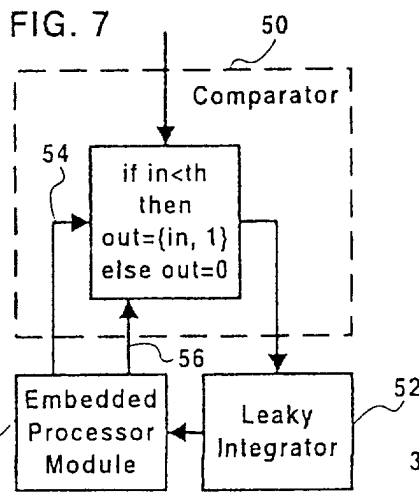 FIG. 7
50
Comparator
54
if in<th
then
out={in, 1}
else out=0
56
Embedded
Processor
Module
Leaky
Integrator
52
3